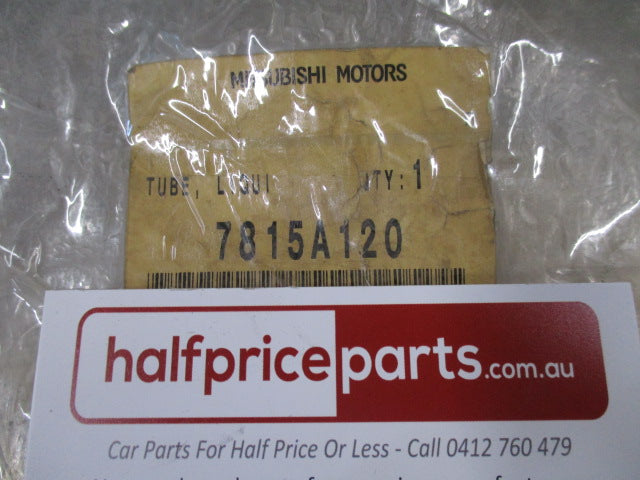 MITSUBISHI MOTORS
TUBE, LIQUI QTY:1
7815A120
halfpriceparts.com.au
Car Parts For Half Price Or Less - Call 0412 760 479